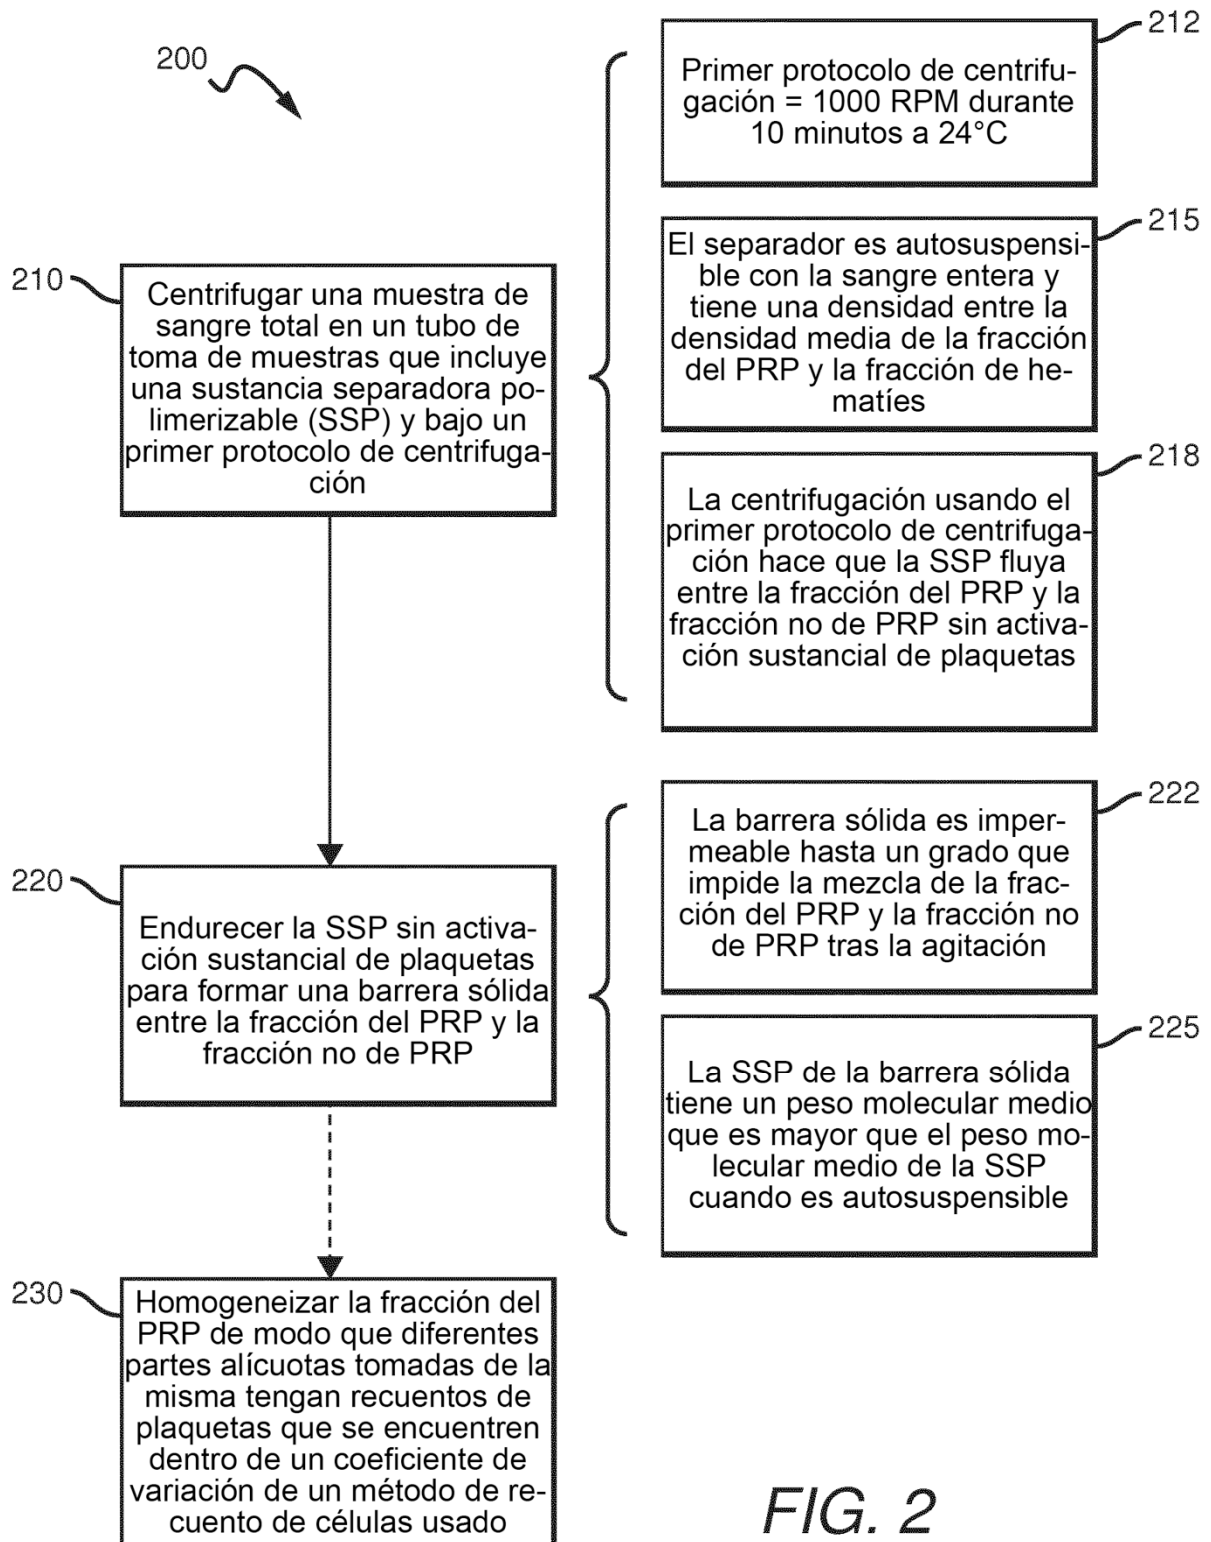 200
212
Primer protocolo de centrifu-
gación = 1000 RPM durante
10 minutos a 24°C
215
El separador es autosuspensi-
ble con la sangre entera y
tiene una densidad entre la
densidad media de la fracción
del PRP y la fracción de he-
matíes
210
Centrifugar una muestra de
sangre total en un tubo de
toma de muestras que incluye
una sustancia separadora po-
limerizable (SSP) y bajo un
primer protocolo de centrifuga-
ción
218
La centrifugación usando el
primer protocolo de centrifuga-
ción hace que la SSP fluya
entre la fracción del PRP y la
fracción no de PRP sin activa-
ción sustancial de plaquetas
222
La barrera sólida es imper-
meable hasta un grado que
impide la mezcla de la frac-
ción del PRP y la fracción no
de PRP tras la agitación
220
Endurecer la SSP sin activa-
ción sustancial de plaquetas
para formar una barrera sólida
entre la fracción del PRP y la
fracción no de PRP
225
La SSP de la barrera sólida
tiene un peso molecular medio
que es mayor que el peso mo-
lecular medio de la SSP
cuando es autosuspensible
230
Homogeneizar la fracción del
PRP de modo que diferentes
partes alícuotas tomadas de la
misma tengan recuentos de
plaquetas que se encuentren
dentro de un coeficiente de
variación de un método de re-
cuento de células usado
FIG. 2